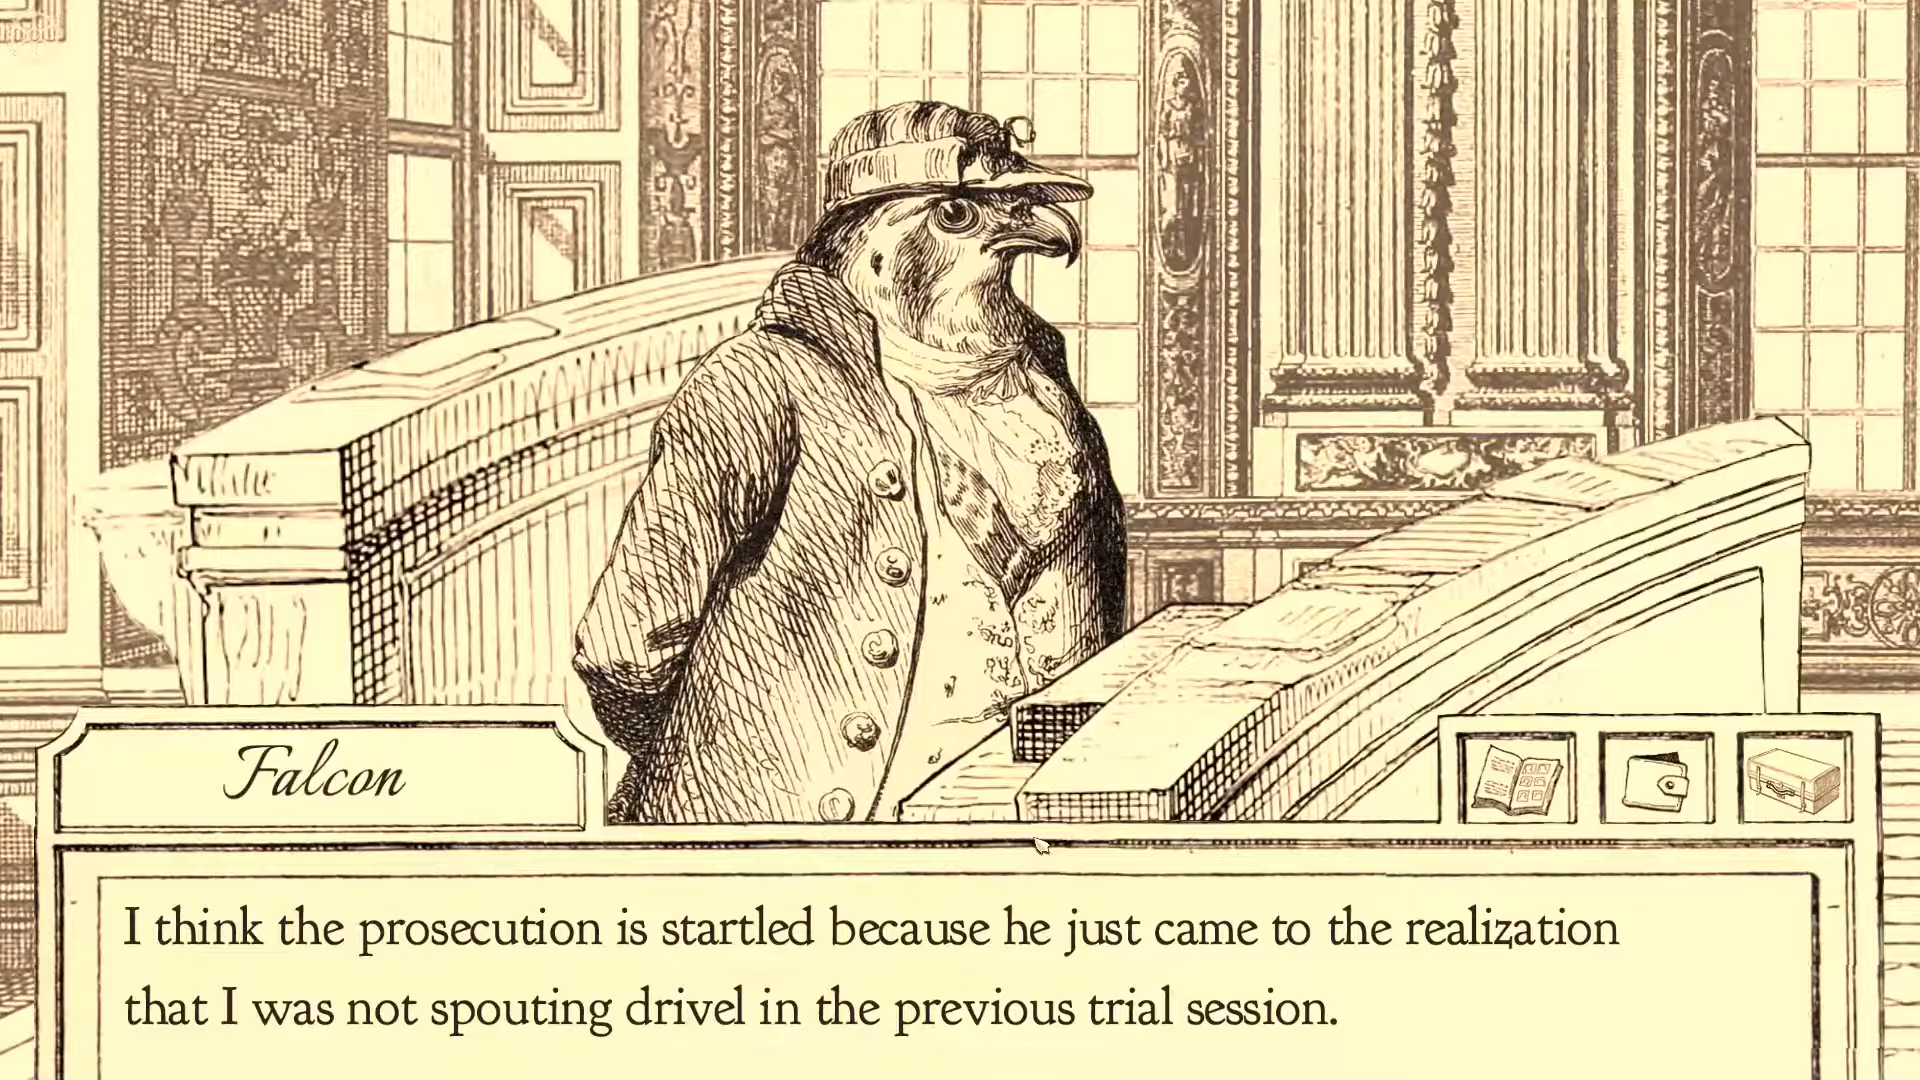 Falcon
I think the prosecution is startled because he just came to the realization
that I was not spouting drivel in the previous trial session.